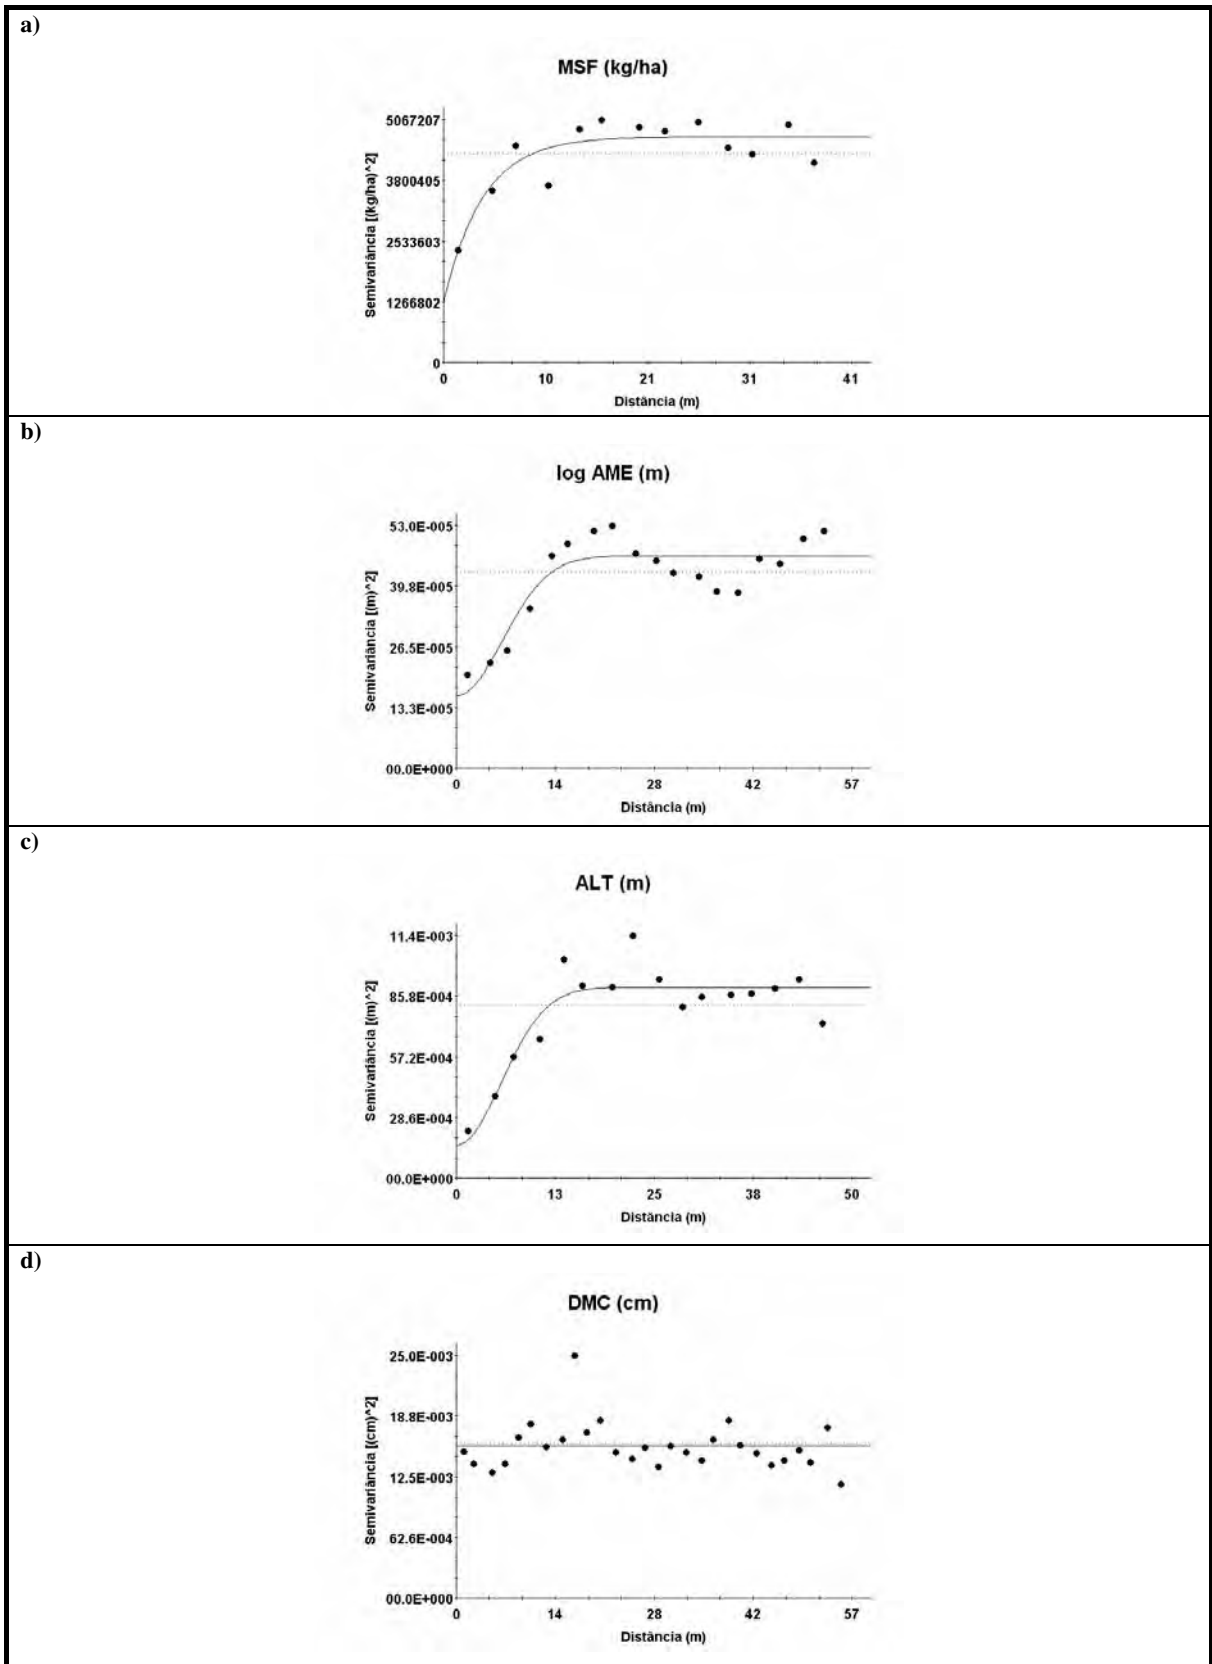 a)
MSF (kg/ha)
Semivariância [(kg/ha)^2]
5067207
3800405
2533603
1266802
0
0 10 21 31 41
Distância (m)
b)
log AME (m)
Semivariância [(m)^2]
53.0E-005
39.8E-005
26.5E-005
13.3E-005
00.0E+000
0 14 28 42 57
Distância (m)
c)
ALT (m)
Semivariância [(m)^2]
11.4E-003
85.8E-004
57.2E-004
28.6E-004
00.0E+000
0 13 25 38 50
Distância (m)
d)
DMC (cm)
Semivariância [(cm)^2]
25.0E-003
18.8E-003
12.5E-003
62.6E-004
00.0E+000
0 14 28 42 57
Distância (m)